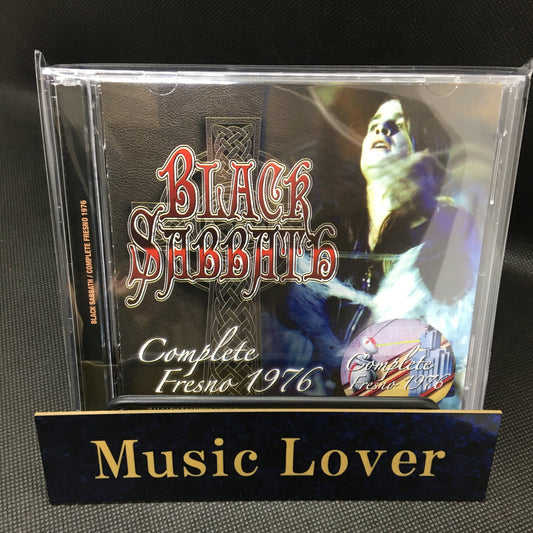 BLACK SABBATH / COMPLETE FRESNO 1976
BLACK
SABBATH
Complete
Fresno 1976
Complete
Fresno 1976
Music Lover